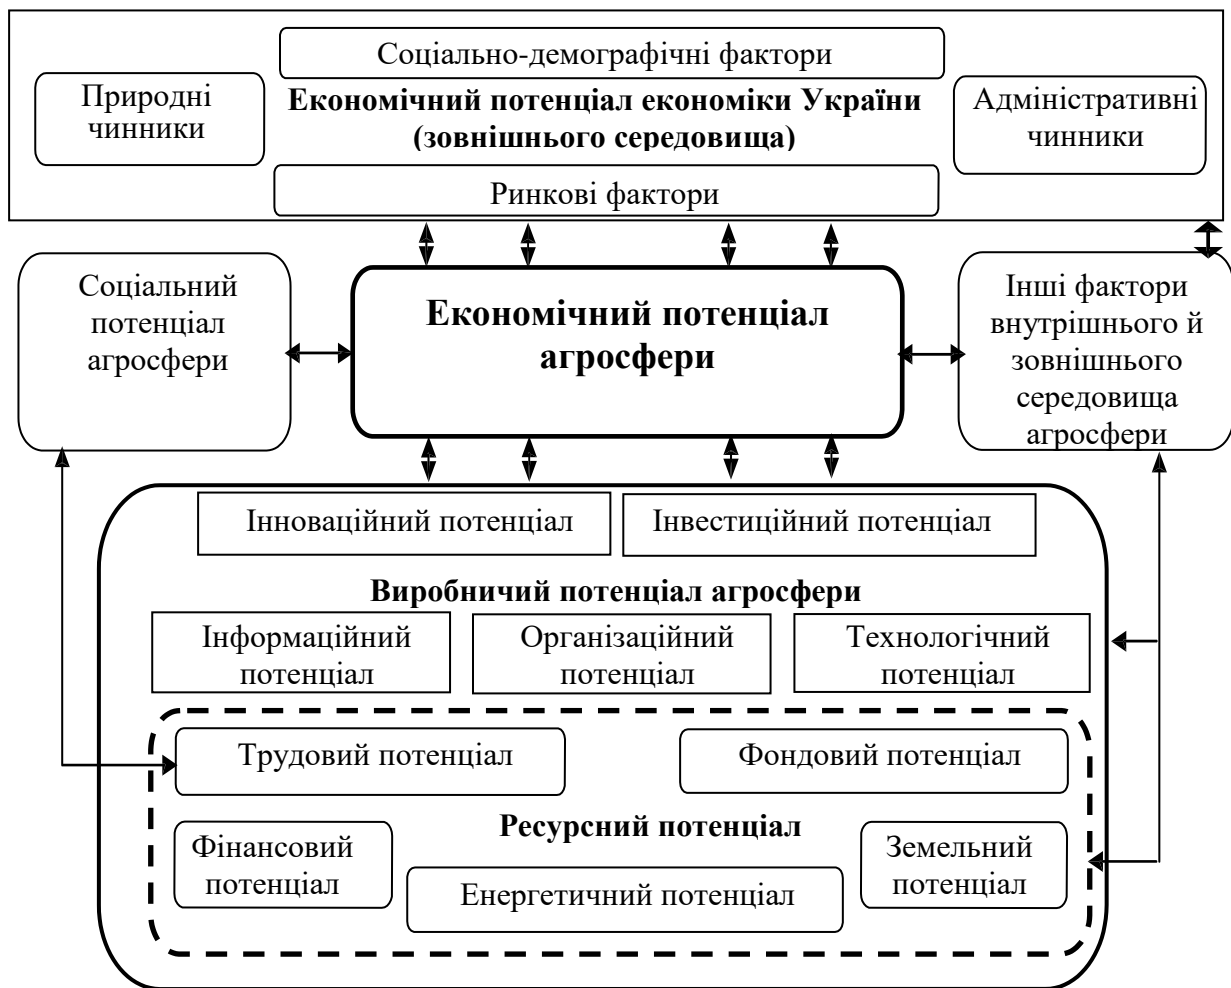 Соціально-демографічні фактори
Природні
чинники
Економічний потенціал економіки України
(зовнішнього середовища)
Адміністративні
чинники
Ринкові фактори
Соціальний
потенціал
агросфери
Економічний потенціал
агросфери
Інші фактори
внутрішнього й
зовнішнього
середовища
агросфери
Інноваційний потенціал
Інвестиційний потенціал
Виробничий потенціал агросфери
Інформаційний
потенціал
Організаційний
потенціал
Технологічний
потенціал
Трудовий потенціал
Фондовий потенціал
Ресурсний потенціал
Фінансовий
потенціал
Енергетичний потенціал
Земельний
потенціал